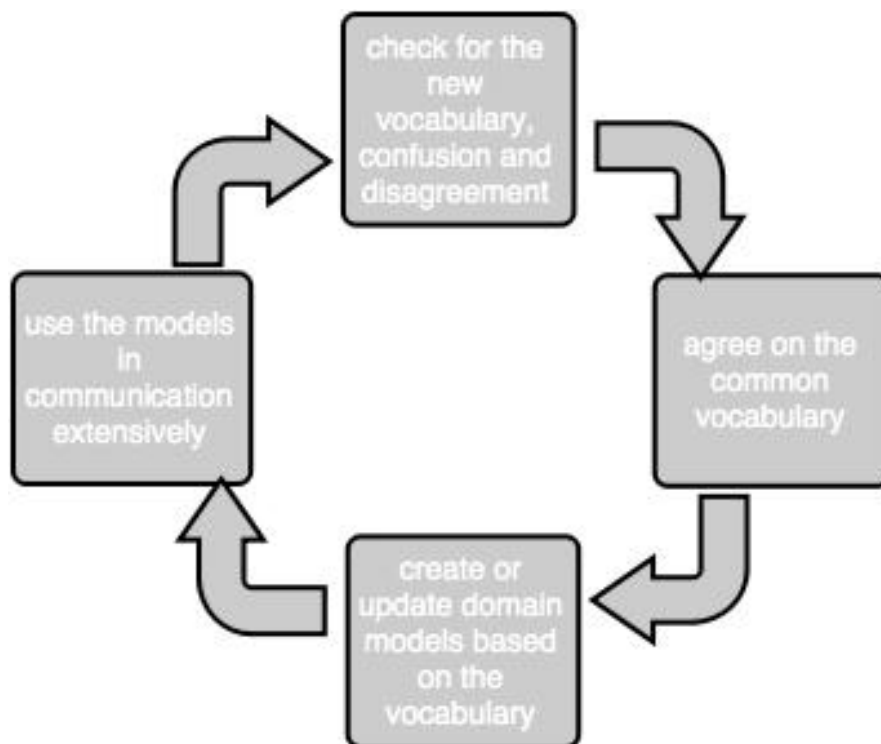 check for the
new
vocabulary,
confusion and
disagreement
agree on the
common
vocabulary
create or
update domain
models based
on the
vocabulary
use the models
in
communication
extensively